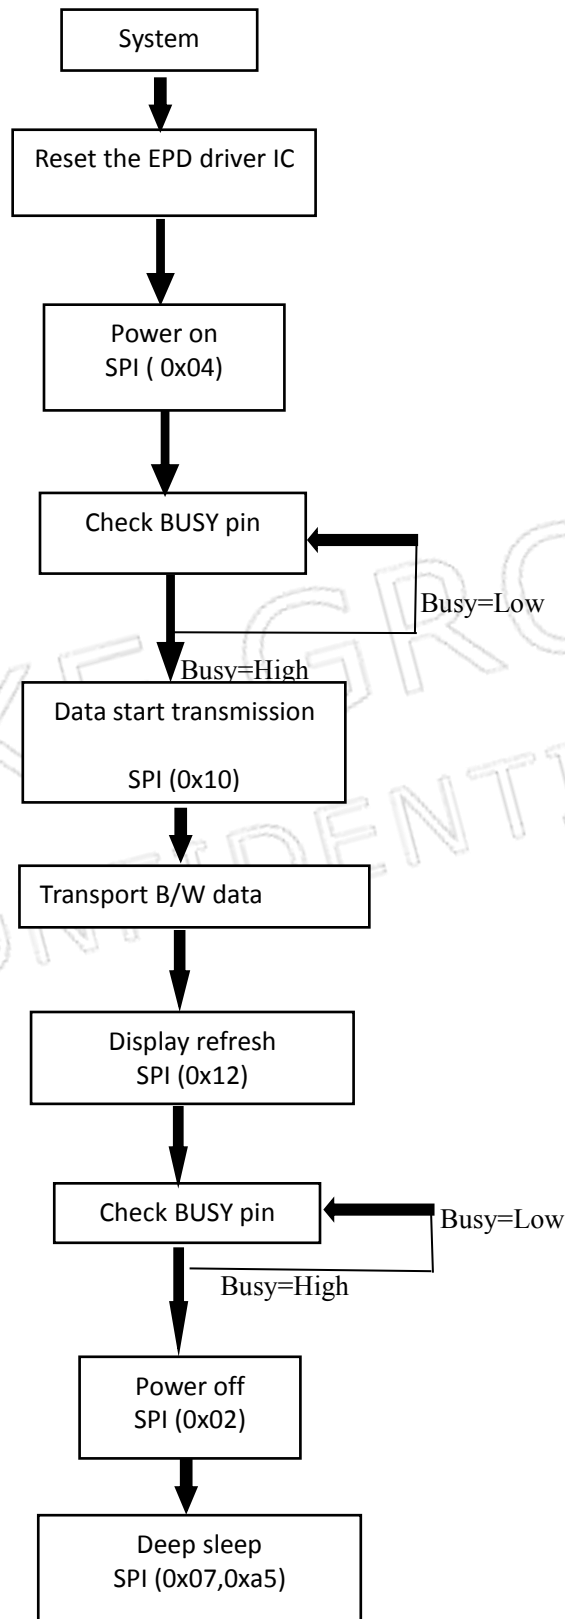 System
Reset the EPD driver IC
Power on
SPI ( 0x04)
Check BUSY pin
Busy=Low
Busy=High
Data start transmission
SPI (0x10)
Transport B/W data
Display refresh
SPI (0x12)
Check BUSY pin
Busy=Low
Busy=High
Power off
SPI (0x02)
Deep sleep
SPI (0x07,0xa5)